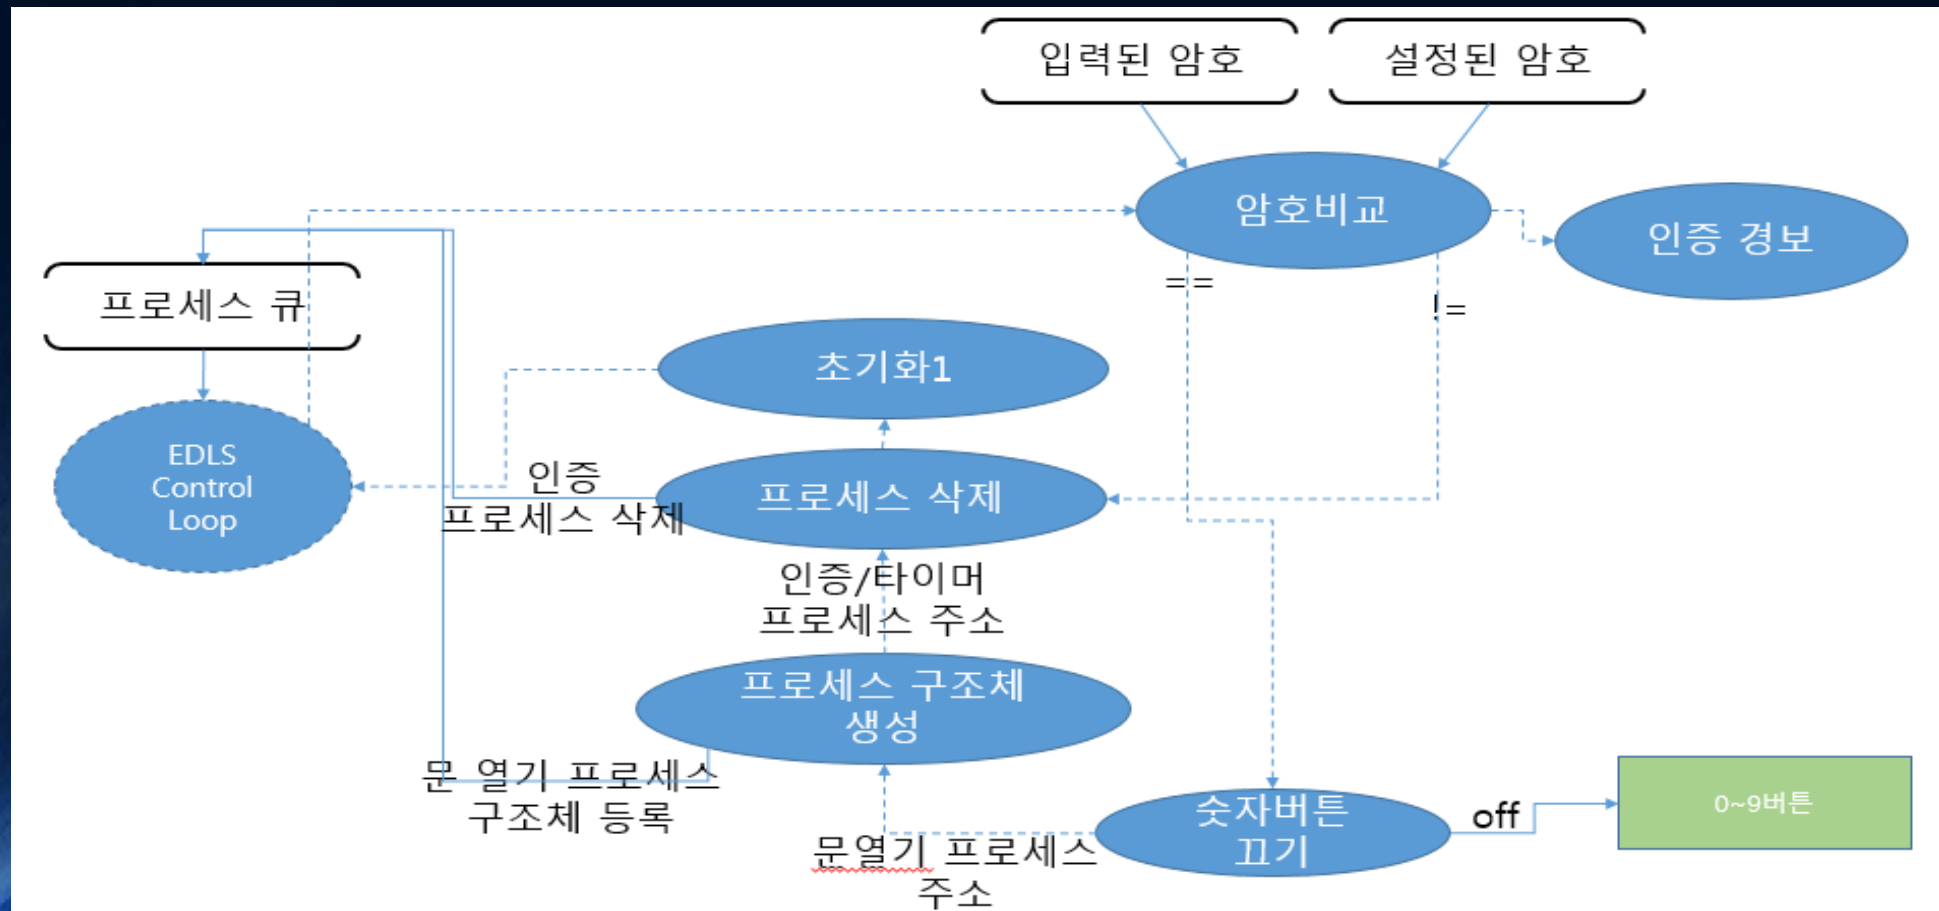 입력된 암호
설정된 암호
암호비교
인증 경보
==
!=
프로세스 큐
초기화1
EDLS
Control
Loop
인증
프로세스 삭제
프로세스 삭제
인증/타이머
프로세스 주소
프로세스 구조체
생성
문 열기 프로세스
구조체 등록
숫자버튼
끄기
off
0~9버튼
문열기 프로세스
주소